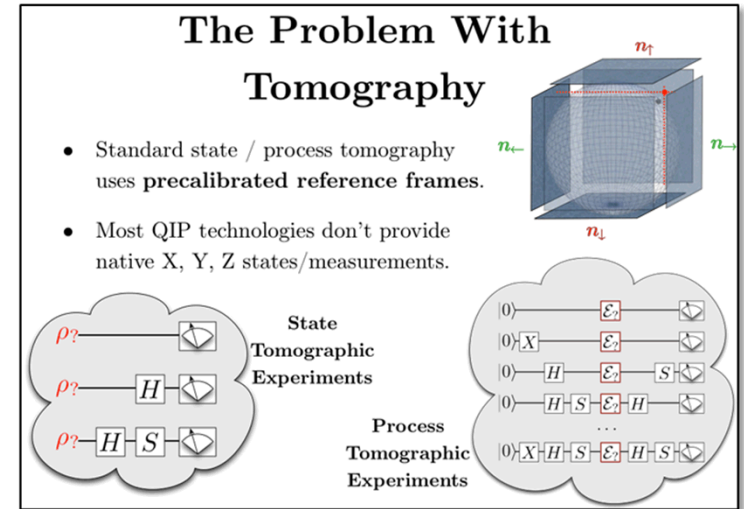 The Problem With
Tomography
n↑
• Standard state / process tomography
uses precalibrated reference frames.
n←
n→
• Most QIP technologies don't provide
native X, Y, Z states/measurements.
n↓
State
Tomographic
Experiments
ρ?
ρ? H
ρ? H S
Process
Tomographic
Experiments
|0⟩ ℰ?
|0⟩ X ℰ?
|0⟩ H ℰ? S
|0⟩ H S ℰ? H
...
|0⟩ X H S ℰ? H S